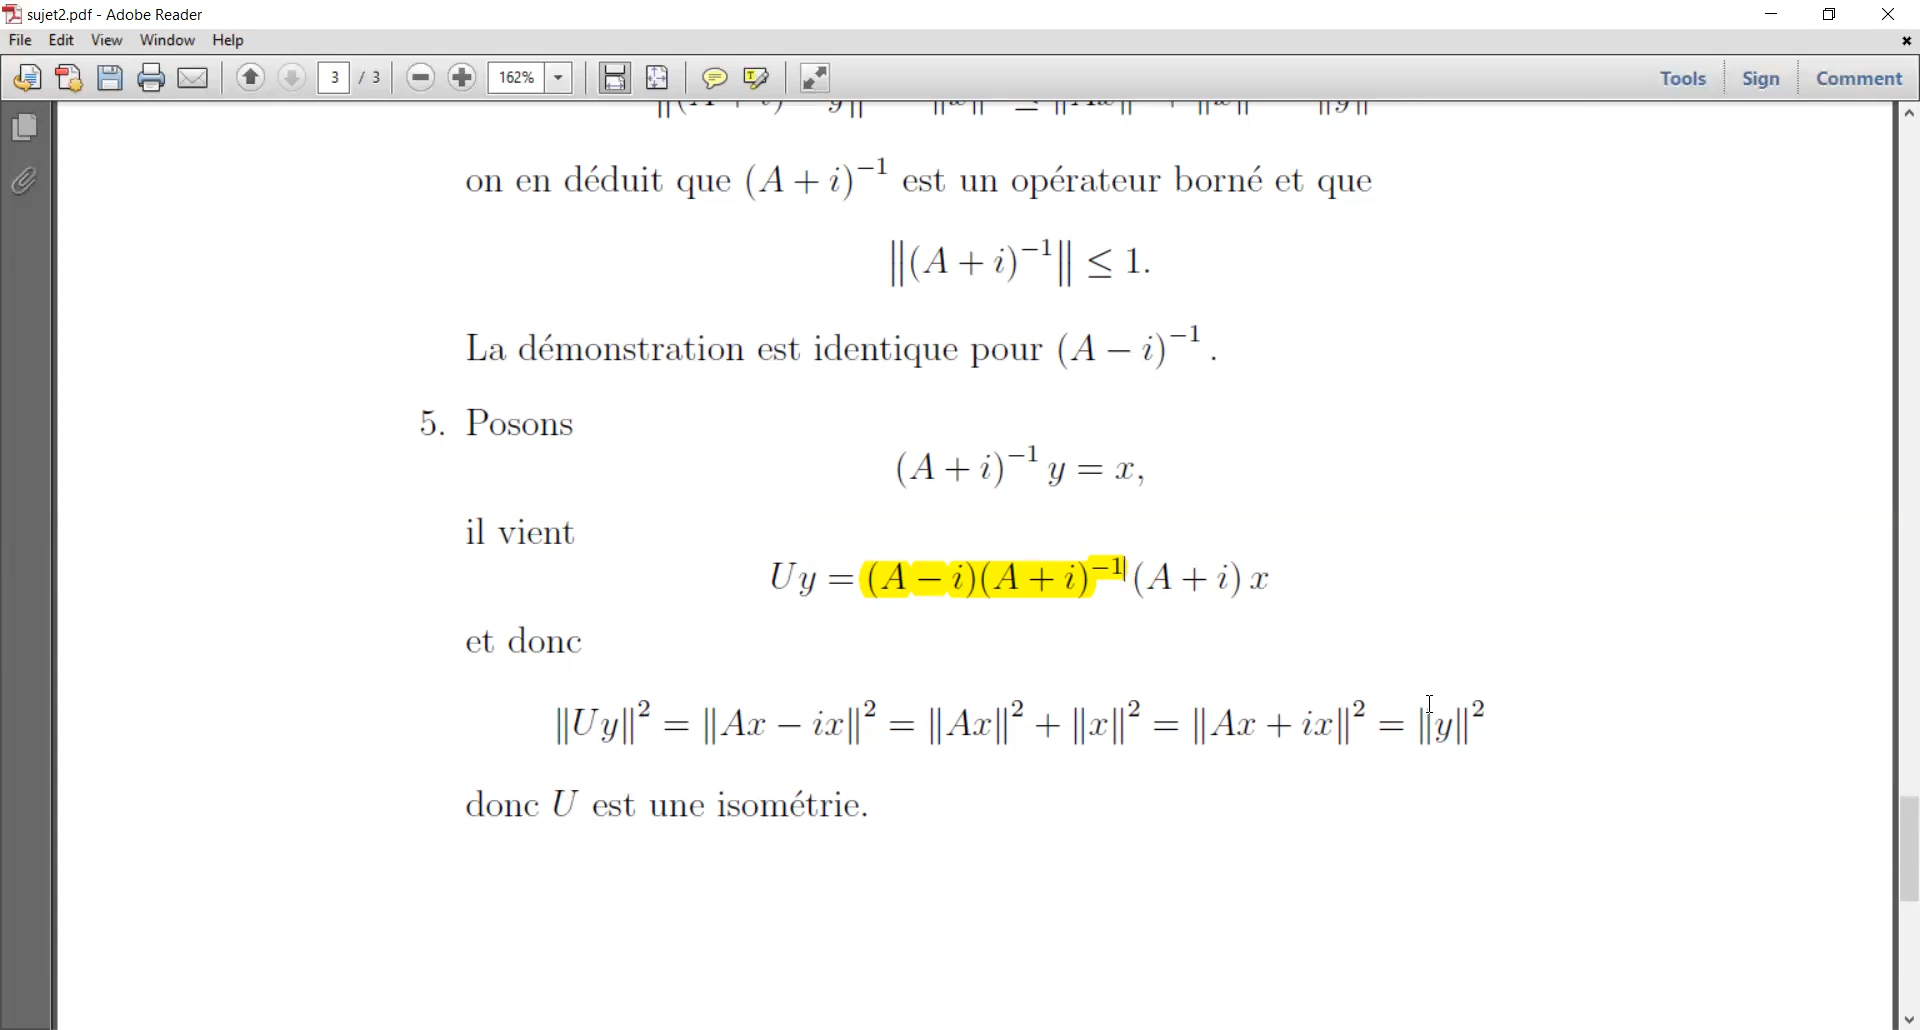 sujet2.pdf - Adobe Reader
File Edit View Window Help
3 / 3 162% Tools Sign Comment
on en déduit que (A + i)⁻¹ est un opérateur borné et que
‖(A + i)⁻¹‖ ≤ 1.
La démonstration est identique pour (A − i)⁻¹ .
5. Posons
(A + i)⁻¹ y = x,
il vient
Uy = (A − i)(A + i)⁻¹ (A + i) x
et donc
‖Uy‖² = ‖Ax − ix‖² = ‖Ax‖² + ‖x‖² = ‖Ax + ix‖² = ‖y‖²
donc U est une isométrie.